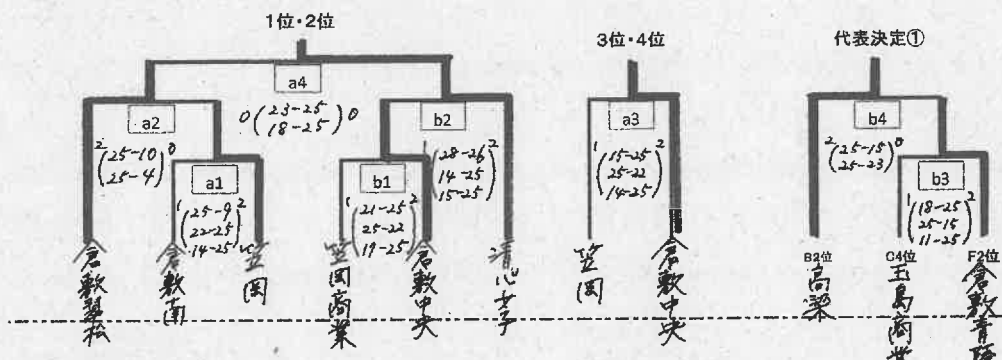 1位・2位
3位・4位
代表決定①
a4
0 (23-25 0
18-25)
a2
2 (25-10 0
25-4)
a1
1 (25-9 2
22-25
14-25)
b2
1 (28-26 2
14-25
15-25)
b1
1 (21-25 2
25-22
19-25)
a3
1 (15-25 2
25-22
14-25)
b4
2 (25-15 0
25-23)
b3
1 (18-25 2
25-15
11-25)
倉敷翠松
倉敷南
笠岡
笠岡商業
倉敷中央
清心女子
笠岡
倉敷中央
B2位
高梁
C4位
玉島商業
F2位
倉敷青陵